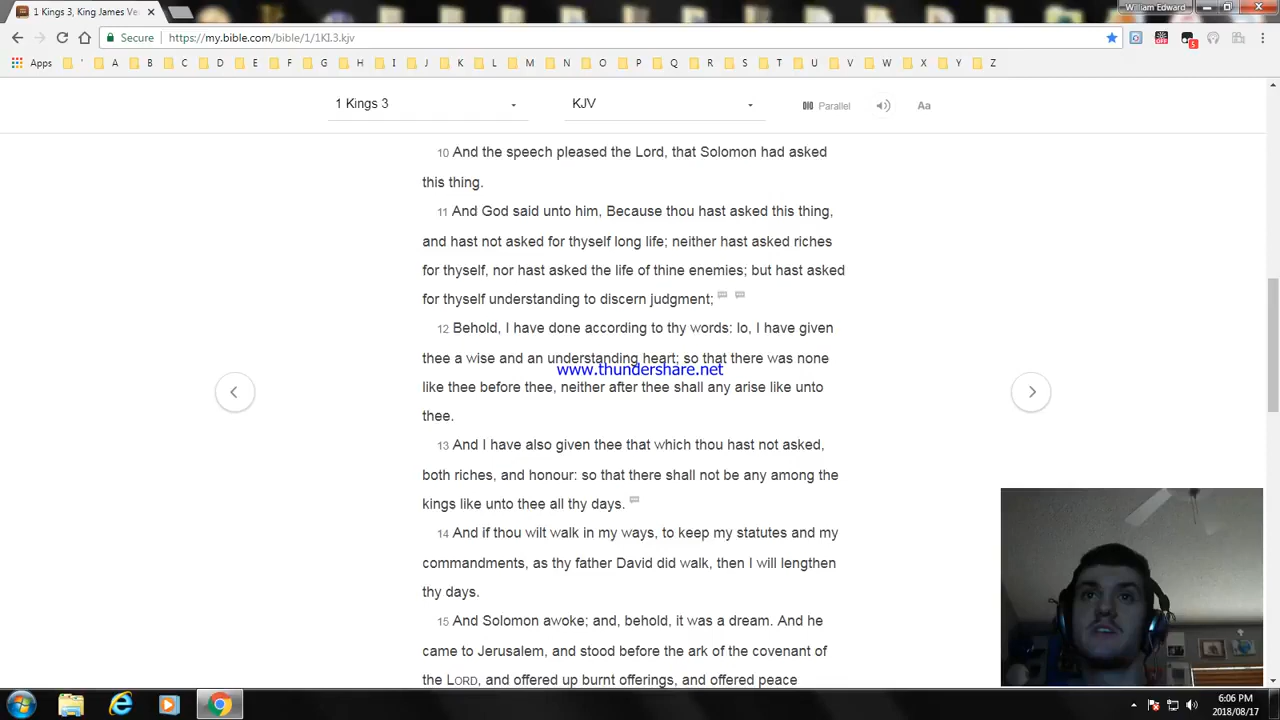 1 Kings 3, King James Ve
William Edward
Secure
https://my.bible.com/bible/1/1KI.3.kjv
OFF
5
Apps ' A B C D E F G H I J K L M N O P Q R S T U V W X Y Z
1 Kings 3
KJV
Parallel
Aa
10 And the speech pleased the Lord, that Solomon had asked
this thing.
11 And God said unto him, Because thou hast asked this thing,
and hast not asked for thyself long life; neither hast asked riches
for thyself, nor hast asked the life of thine enemies; but hast asked
for thyself understanding to discern judgment;
12 Behold, I have done according to thy words: lo, I have given
thee a wise and an understanding heart; so that there was none
www.thundershare.net
like thee before thee, neither after thee shall any arise like unto
thee.
13 And I have also given thee that which thou hast not asked,
both riches, and honour: so that there shall not be any among the
kings like unto thee all thy days.
14 And if thou wilt walk in my ways, to keep my statutes and my
commandments, as thy father David did walk, then I will lengthen
thy days.
15 And Solomon awoke; and, behold, it was a dream. And he
came to Jerusalem, and stood before the ark of the covenant of
the LORD, and offered up burnt offerings, and offered peace
6:06 PM
2018/08/17